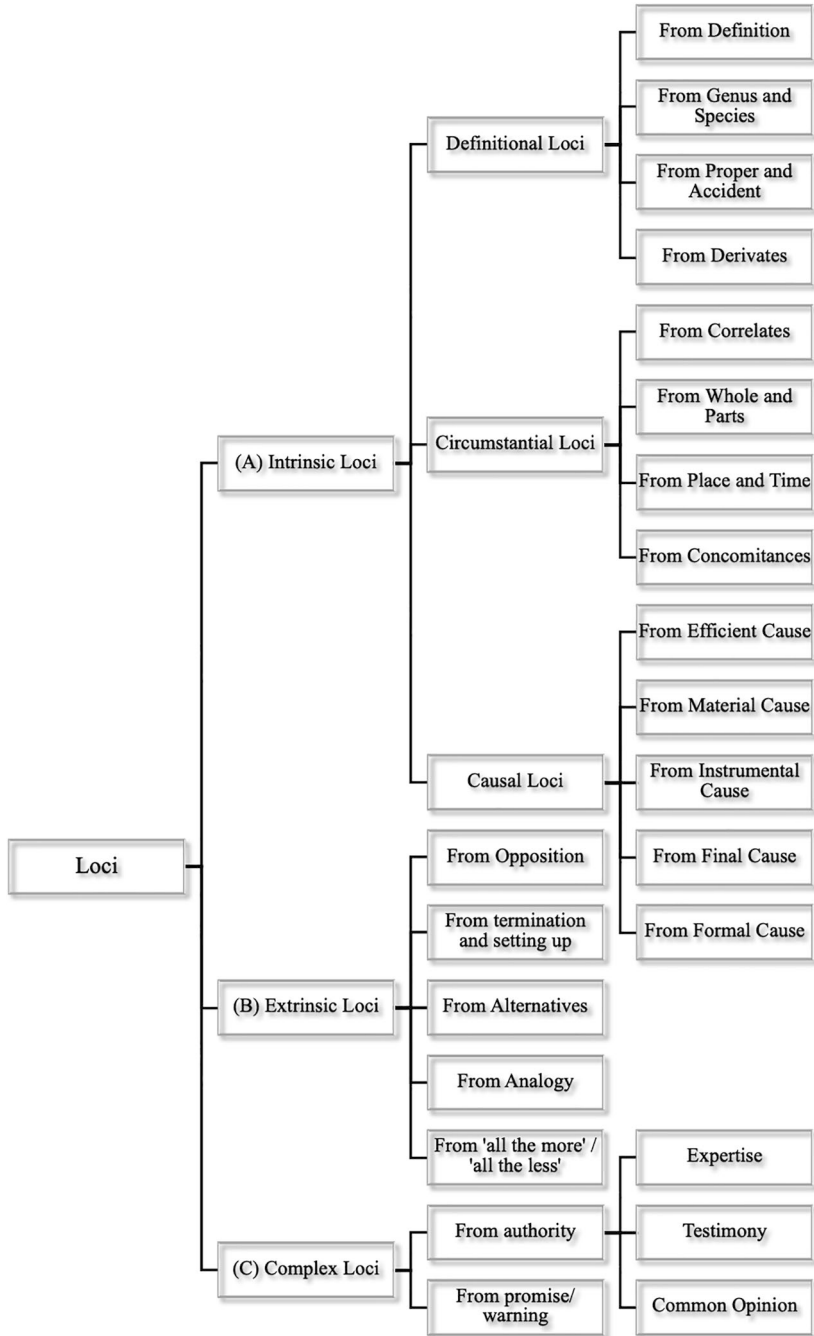 Loci
(A) Intrinsic Loci
Definitional Loci
From Definition
From Genus and
Species
From Proper and
Accident
From Derivates
Circumstantial Loci
From Correlates
From Whole and
Parts
From Place and Time
From Concomitances
Causal Loci
From Efficient Cause
From Material Cause
From Instrumental
Cause
From Final Cause
From Formal Cause
(B) Extrinsic Loci
From Opposition
From termination
and setting up
From Alternatives
From Analogy
From 'all the more' /
'all the less'
(C) Complex Loci
From authority
Expertise
Testimony
Common Opinion
From promise/
warning